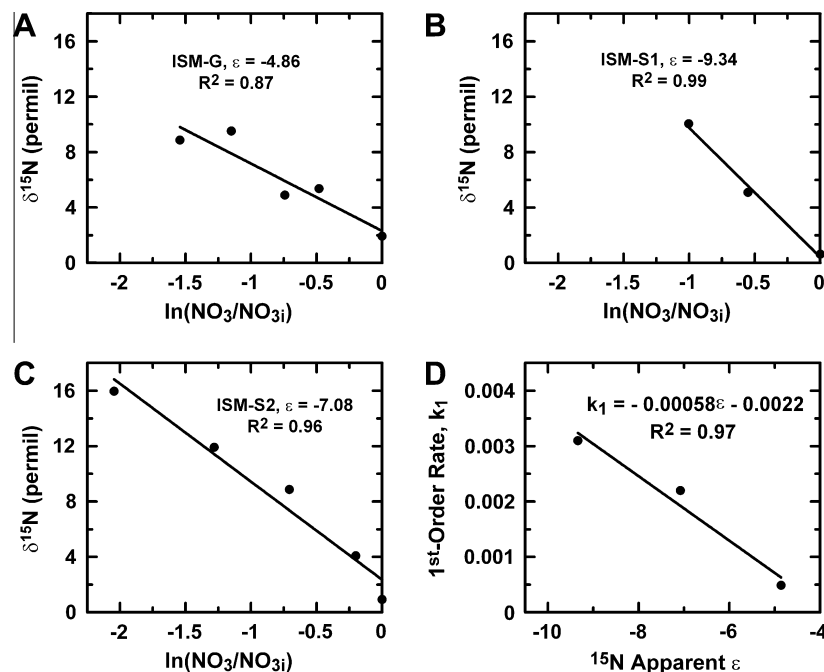 A
16
12
8
4
0
δ15N (permil)
ISM-G, ε = -4.86
R2 = 0.87
-2 -1.5 -1 -0.5 0
ln(NO3/NO3i)
B
16
12
8
4
0
δ15N (permil)
ISM-S1, ε = -9.34
R2 = 0.99
-2 -1.5 -1 -0.5 0
ln(NO3/NO3i)
C
16
12
8
4
0
δ15N (permil)
ISM-S2, ε = -7.08
R2 = 0.96
-2 -1.5 -1 -0.5 0
ln(NO3/NO3i)
D
0.004
0.003
0.002
0.001
0
1st-Order Rate, k1
k1 = - 0.00058ε - 0.0022
R2 = 0.97
-10 -8 -6 -4
15N Apparent ε